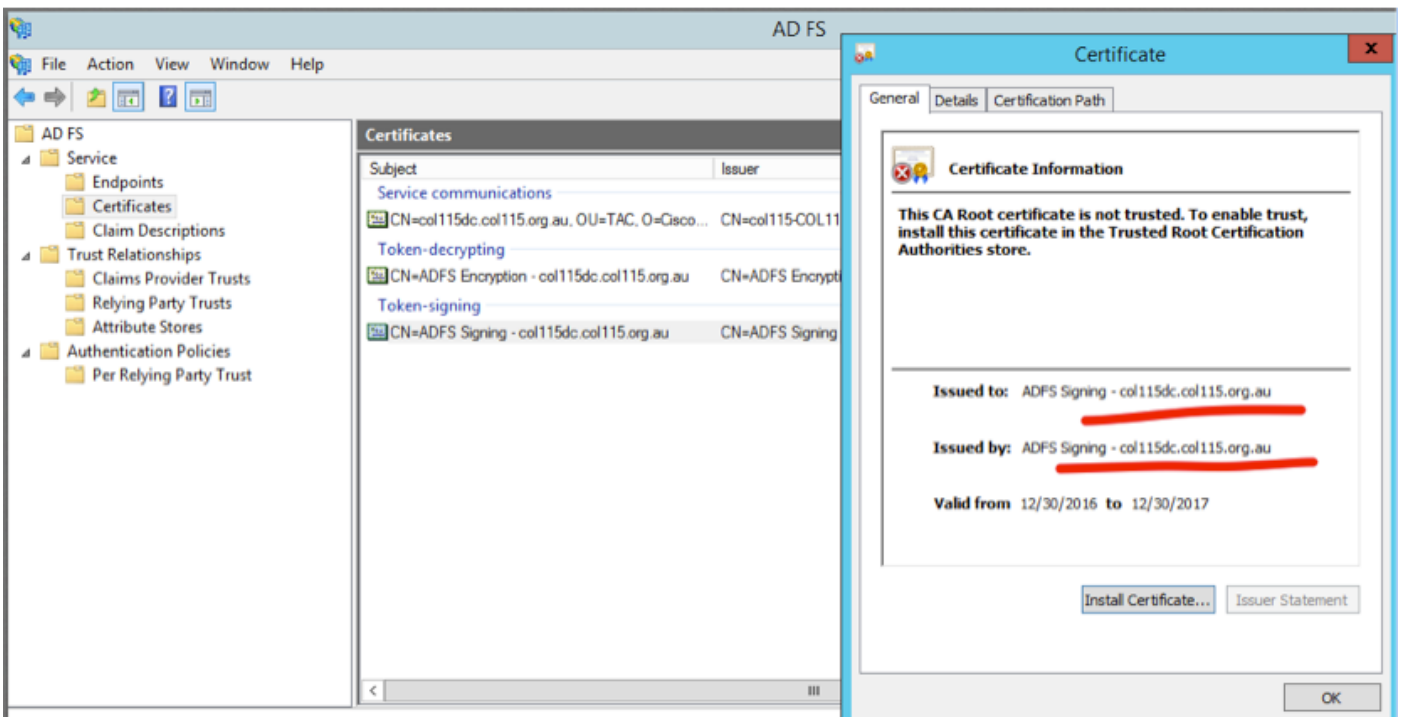 AD FS
File Action View Window Help
AD FS
Service
Endpoints
Certificates
Claim Descriptions
Trust Relationships
Claims Provider Trusts
Relying Party Trusts
Attribute Stores
Authentication Policies
Per Relying Party Trust
Certificates
Subject Issuer
Service communications
CN=col115dc.col115.org.au, OU=TAC, O=Cisco... CN=col115-COL11
Token-decrypting
CN=ADFS Encryption - col115dc.col115.org.au CN=ADFS Encrypti
Token-signing
CN=ADFS Signing - col115dc.col115.org.au CN=ADFS Signing
Certificate
x
General Details Certification Path
Certificate Information
This CA Root certificate is not trusted. To enable trust,
install this certificate in the Trusted Root Certification
Authorities store.
Issued to: ADFS Signing - col115dc.col115.org.au
Issued by: ADFS Signing - col115dc.col115.org.au
Valid from 12/30/2016 to 12/30/2017
Install Certificate... Issuer Statement
OK